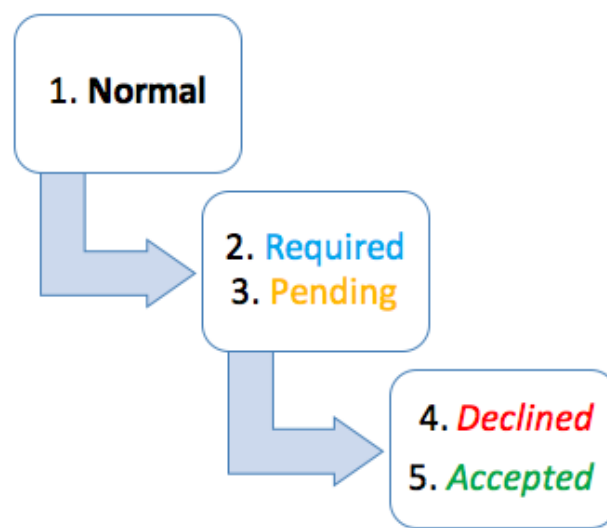 1. Normal
2. Required
3. Pending
4. Declined
5. Accepted